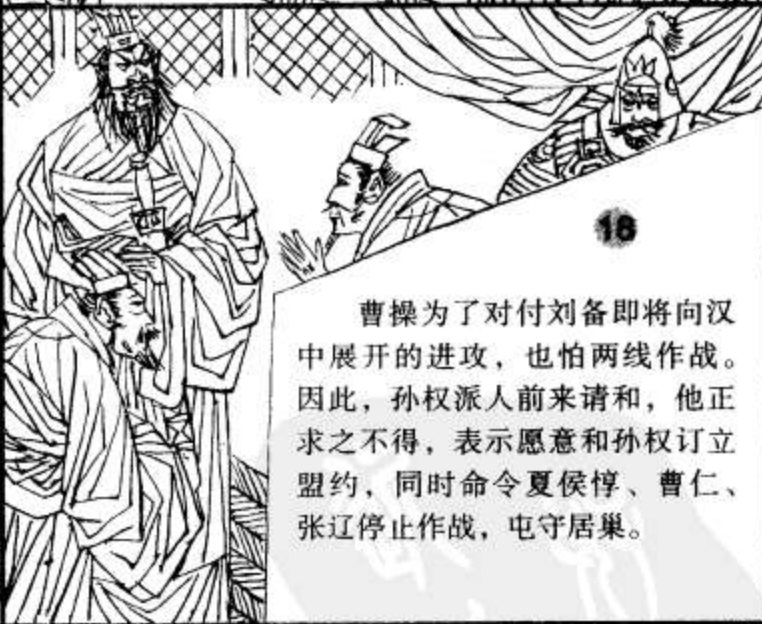 18
曹操为了对付刘备即将向汉
中展开的进攻，也怕两线作战。
因此，孙权派人前来请和，他正
求之不得，表示愿意和孙权订立
盟约，同时命令夏侯惇、曹仁、
张辽停止作战，屯守居巢。